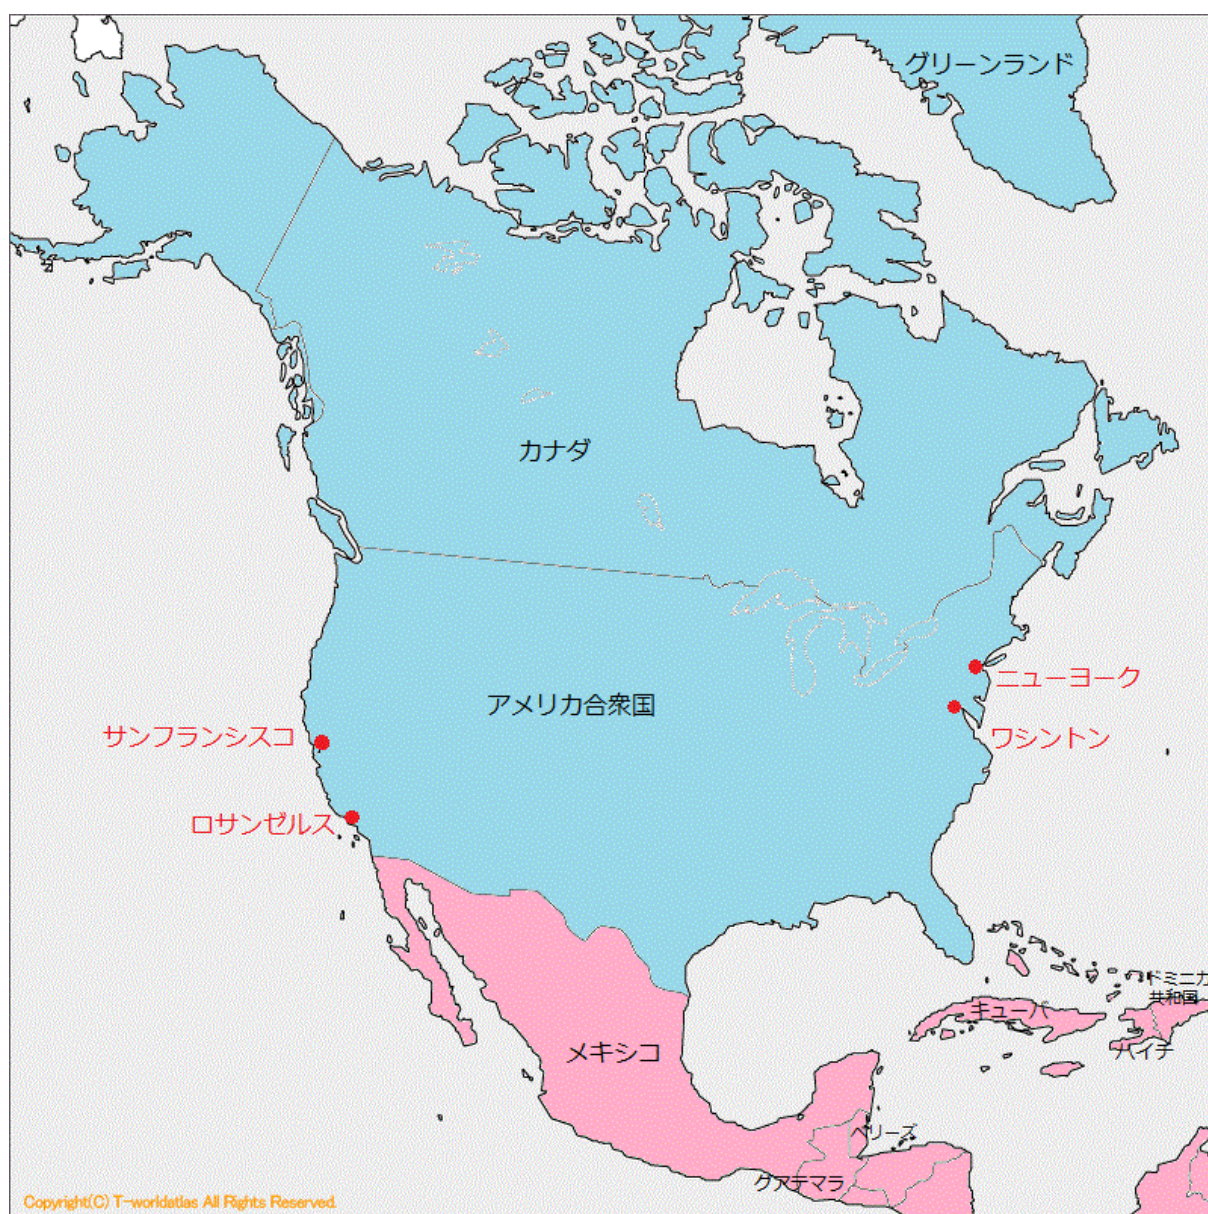 グリーンランド
カナダ
アメリカ合衆国
ニューヨーク
サンフランシスコ
ワシントン
ロサンゼルス
ドミニカ
共和国
キューバ
メキシコ
ハイチ
ベリーズ
グアテマラ
Copyright(C) T-worldatlas All Rights Reserved.